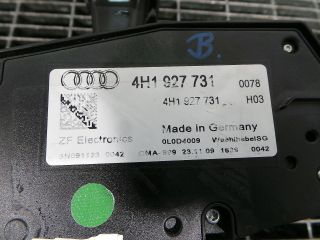 B.
4H1 927 731 0078
4H1 927 731 H03
Made in Germany
ZF Electronics 0L0D4009 WaehlhebelSG
0042 23.11.09 0042